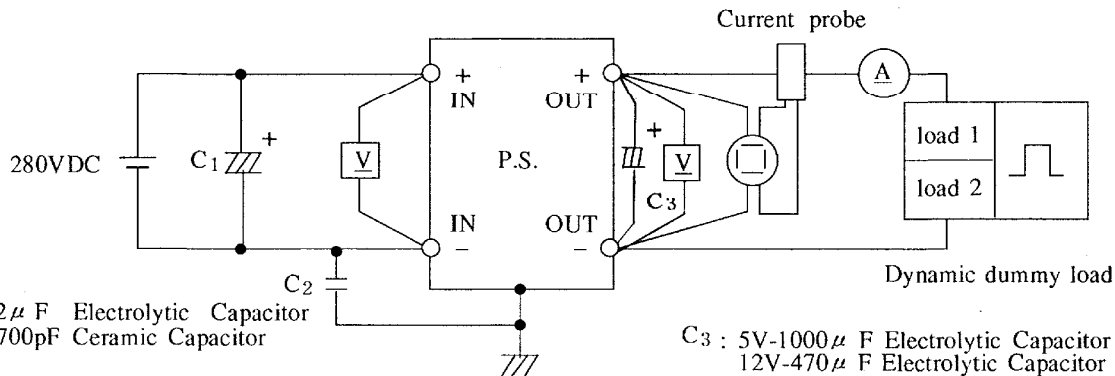 Current probe
+ +
IN OUT
A
280VDC
C1 +
V
P.S.
+
V
C3
load 1
load 2
IN OUT
− −
C2
Dynamic dummy load
2μ F Electrolytic Capacitor
700pF Ceramic Capacitor
C3 : 5V-1000μ F Electrolytic Capacitor
12V-470μ F Electrolytic Capacitor